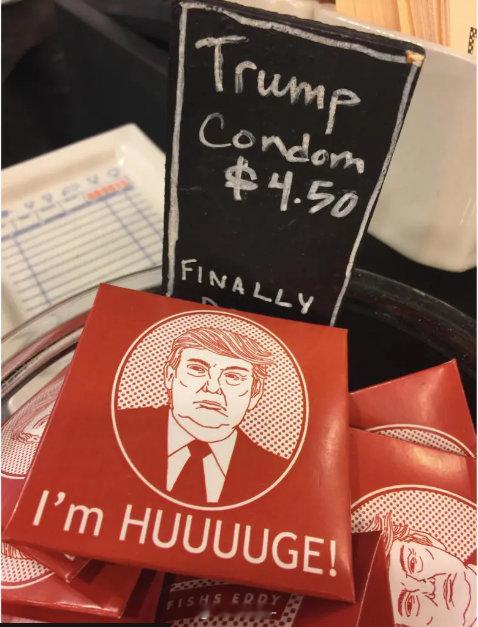 Trump
Condom
$4.50
FINALLY
I'm HUUUUGE!
FISHS EDDY